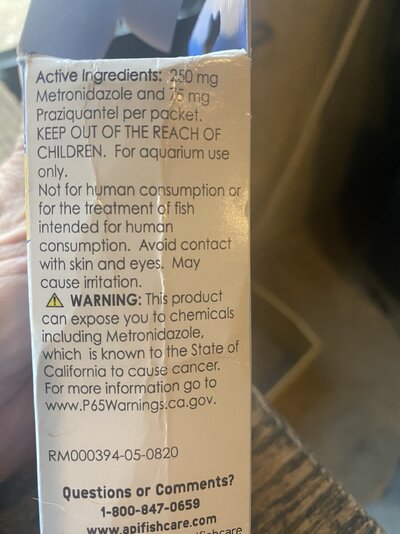 Active Ingredients: 250 mg
Metronidazole and 75 mg
Praziquantel per packet.
KEEP OUT OF THE REACH OF
CHILDREN. For aquarium use
only.
Not for human consumption or
for the treatment of fish
intended for human
consumption. Avoid contact
with skin and eyes. May
cause irritation.
⚠ WARNING: This product
can expose you to chemicals
including Metronidazole,
which is known to the State of
California to cause cancer.
For more information go to
www.P65Warnings.ca.gov.
RM000394-05-0820
Questions or Comments?
1-800-847-0659
www.apifishcare.com